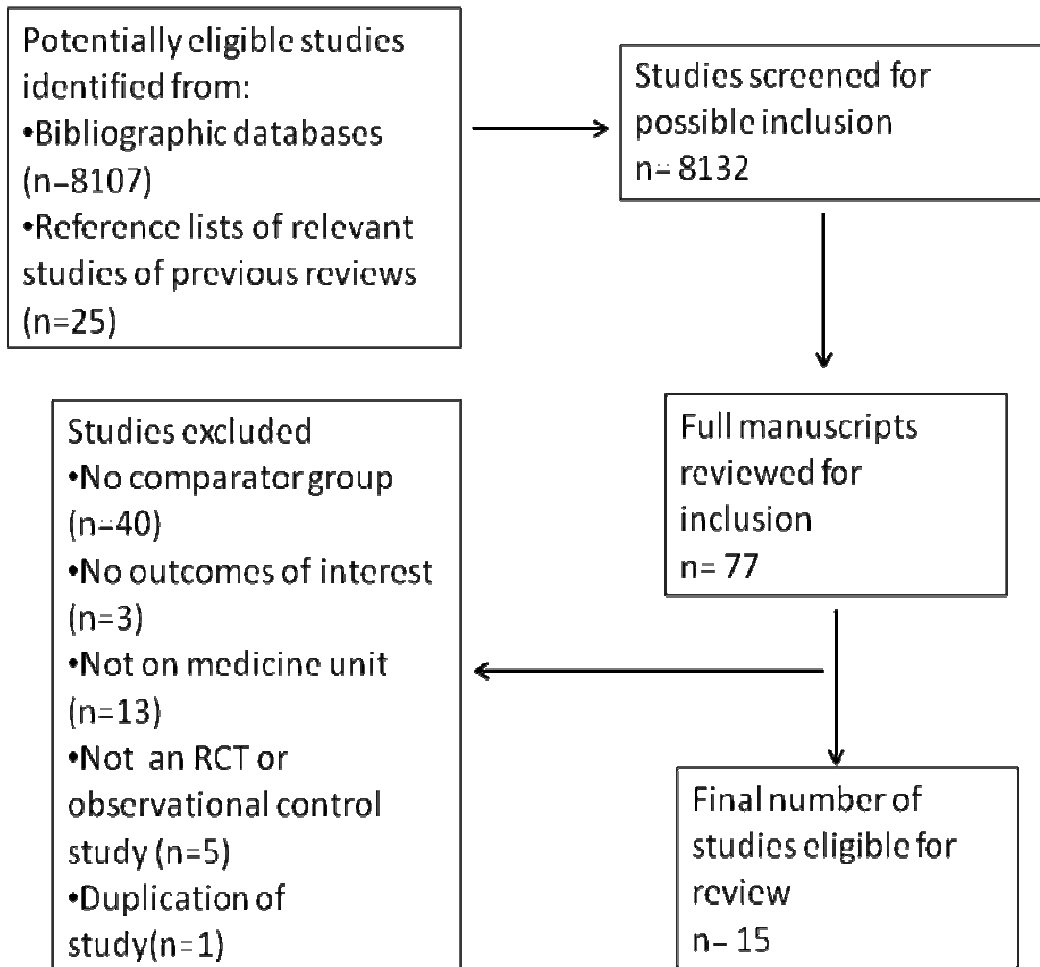 Potentially eligible studies
identified from:
•Bibliographic databases
(n=8107)
•Reference lists of relevant
studies of previous reviews
(n=25)
Studies screened for
possible inclusion
n= 8132
Full manuscripts
reviewed for
inclusion
n= 77
Studies excluded
•No comparator group
(n=40)
•No outcomes of interest
(n=3)
•Not on medicine unit
(n=13)
•Not an RCT or
observational control
study (n=5)
•Duplication of
study(n=1)
Final number of
studies eligible for
review
n= 15